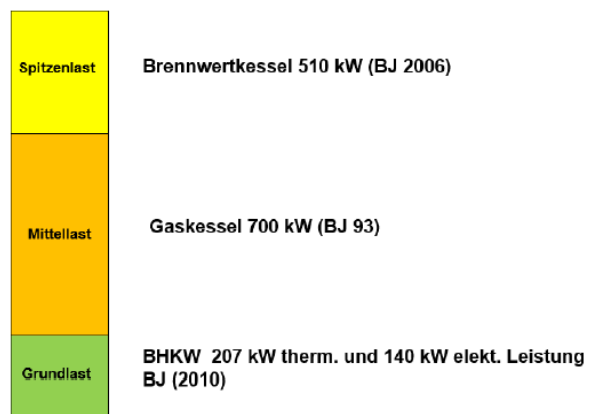 Spitzenlast
Brennwertkessel 510 kW (BJ 2006)
Mittellast
Gaskessel 700 kW (BJ 93)
Grundlast
BHKW 207 kW therm. und 140 kW elekt. Leistung
BJ (2010)